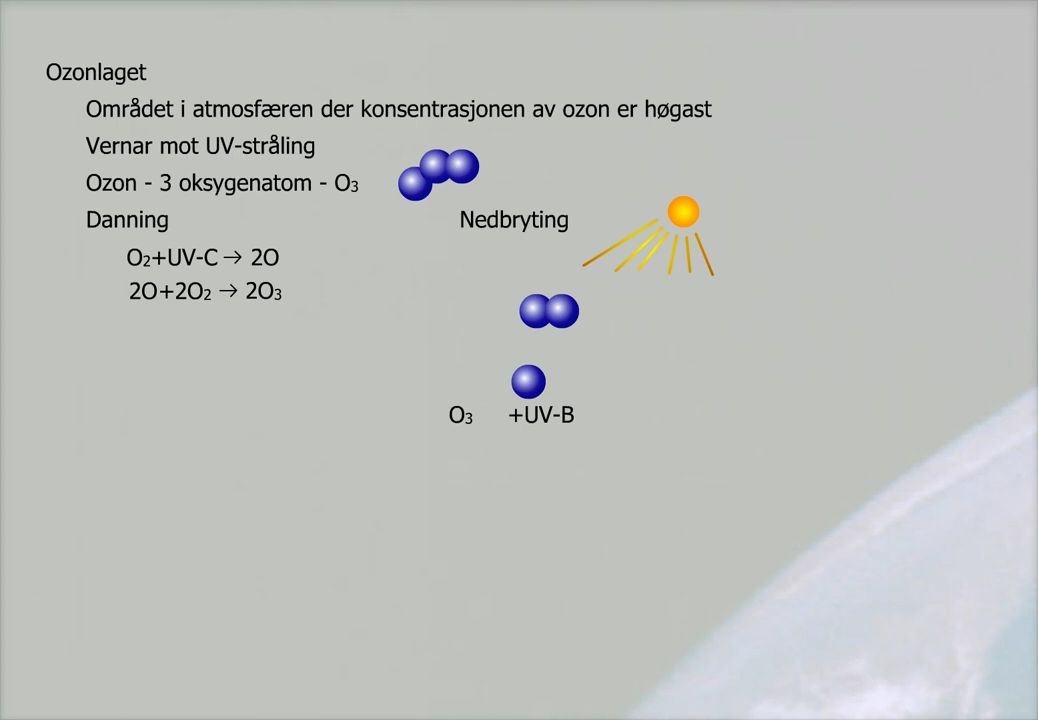 Ozonlaget
Området i atmosfæren der konsentrasjonen av ozon er høgast
Vernar mot UV-stråling
Ozon - 3 oksygenatom - O₃
Danning
Nedbryting
O₂+UV-C → 2O
2O+2O₂ → 2O₃
O₃ +UV-B